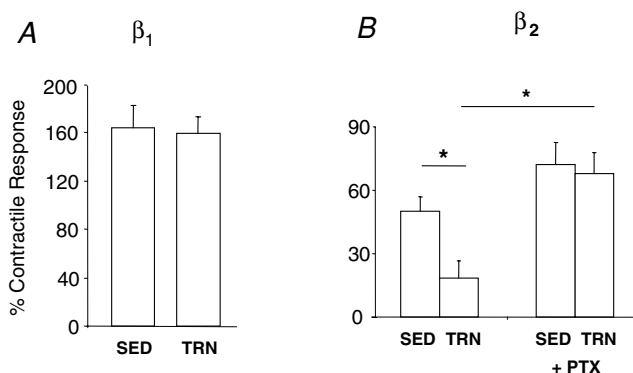 A
β1
% Contractile Response
200
160
120
80
40
0
SED TRN
B
β2
*
*
90
60
30
0
SED TRN SED TRN
+ PTX